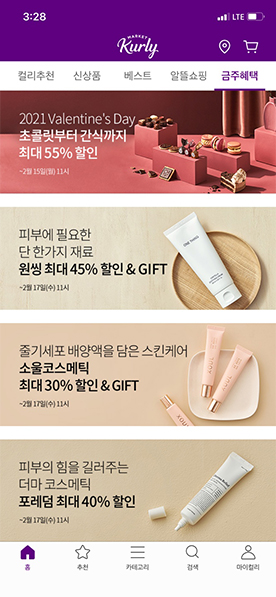 3:28
LTE
MARKET
Kurly
컬리추천 신상품 베스트 알뜰쇼핑 금주혜택
2021 Valentine's Day
초콜릿부터 간식까지
최대 55% 할인
~2월 15일(월) 11시
피부에 필요한
단 한가지 재료
원씽 최대 45% 할인 & GIFT
~2월 17일(수) 11시
줄기세포 배양액을 담은 스킨케어
소울코스메틱
최대 30% 할인 & GIFT
~2월 17일(수) 11시
피부의 힘을 길러주는
더마 코스메틱
포레덤 최대 40% 할인
~2월 17일(수) 11시
홈 추천 카테고리 검색 마이컬리